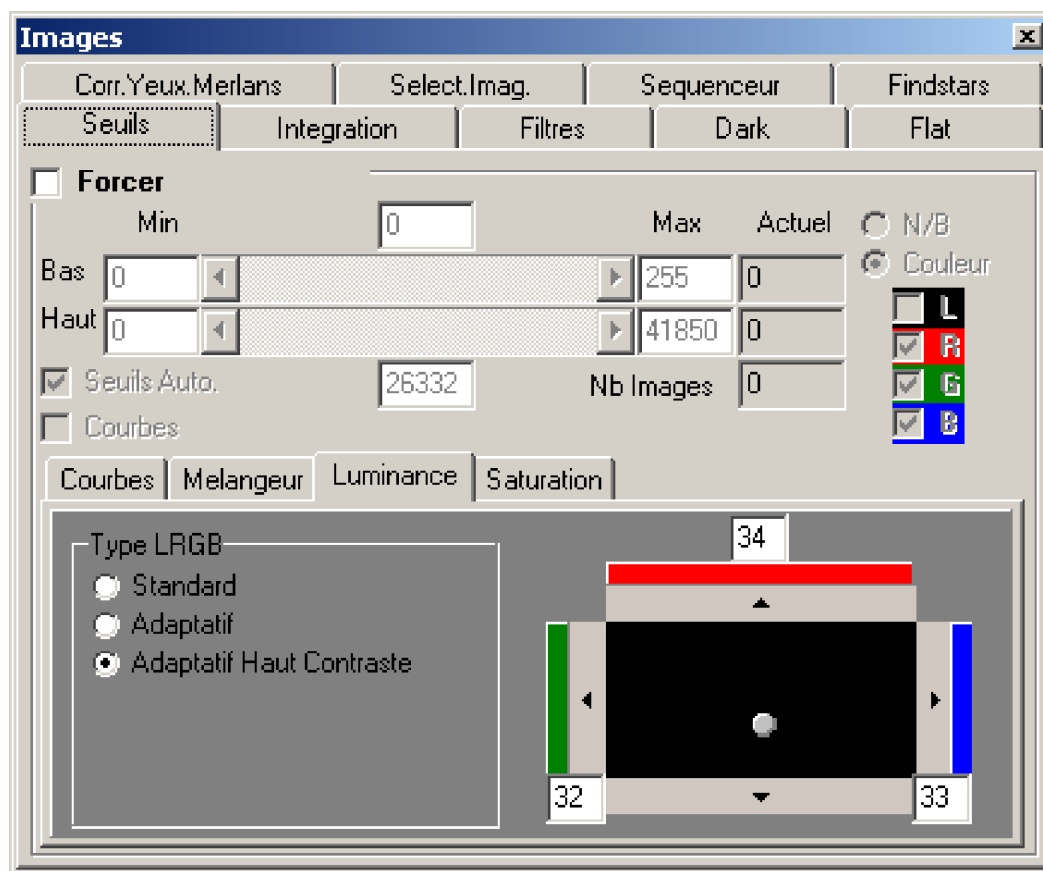 Images
Corr.Yeux.Merlans Select.Imag. Sequenceur Findstars
Seuils Integration Filtres Dark Flat
Forcer
Min 0 Max Actuel N/B
Bas 0 255 0 Couleur
Haut 0 41850 0
Seuils Auto. 26332 Nb Images 0
Courbes
L
R
G
B
Courbes Melangeur Luminance Saturation
Type LRGB
Standard
Adaptatif
Adaptatif Haut Contraste
34
32 33